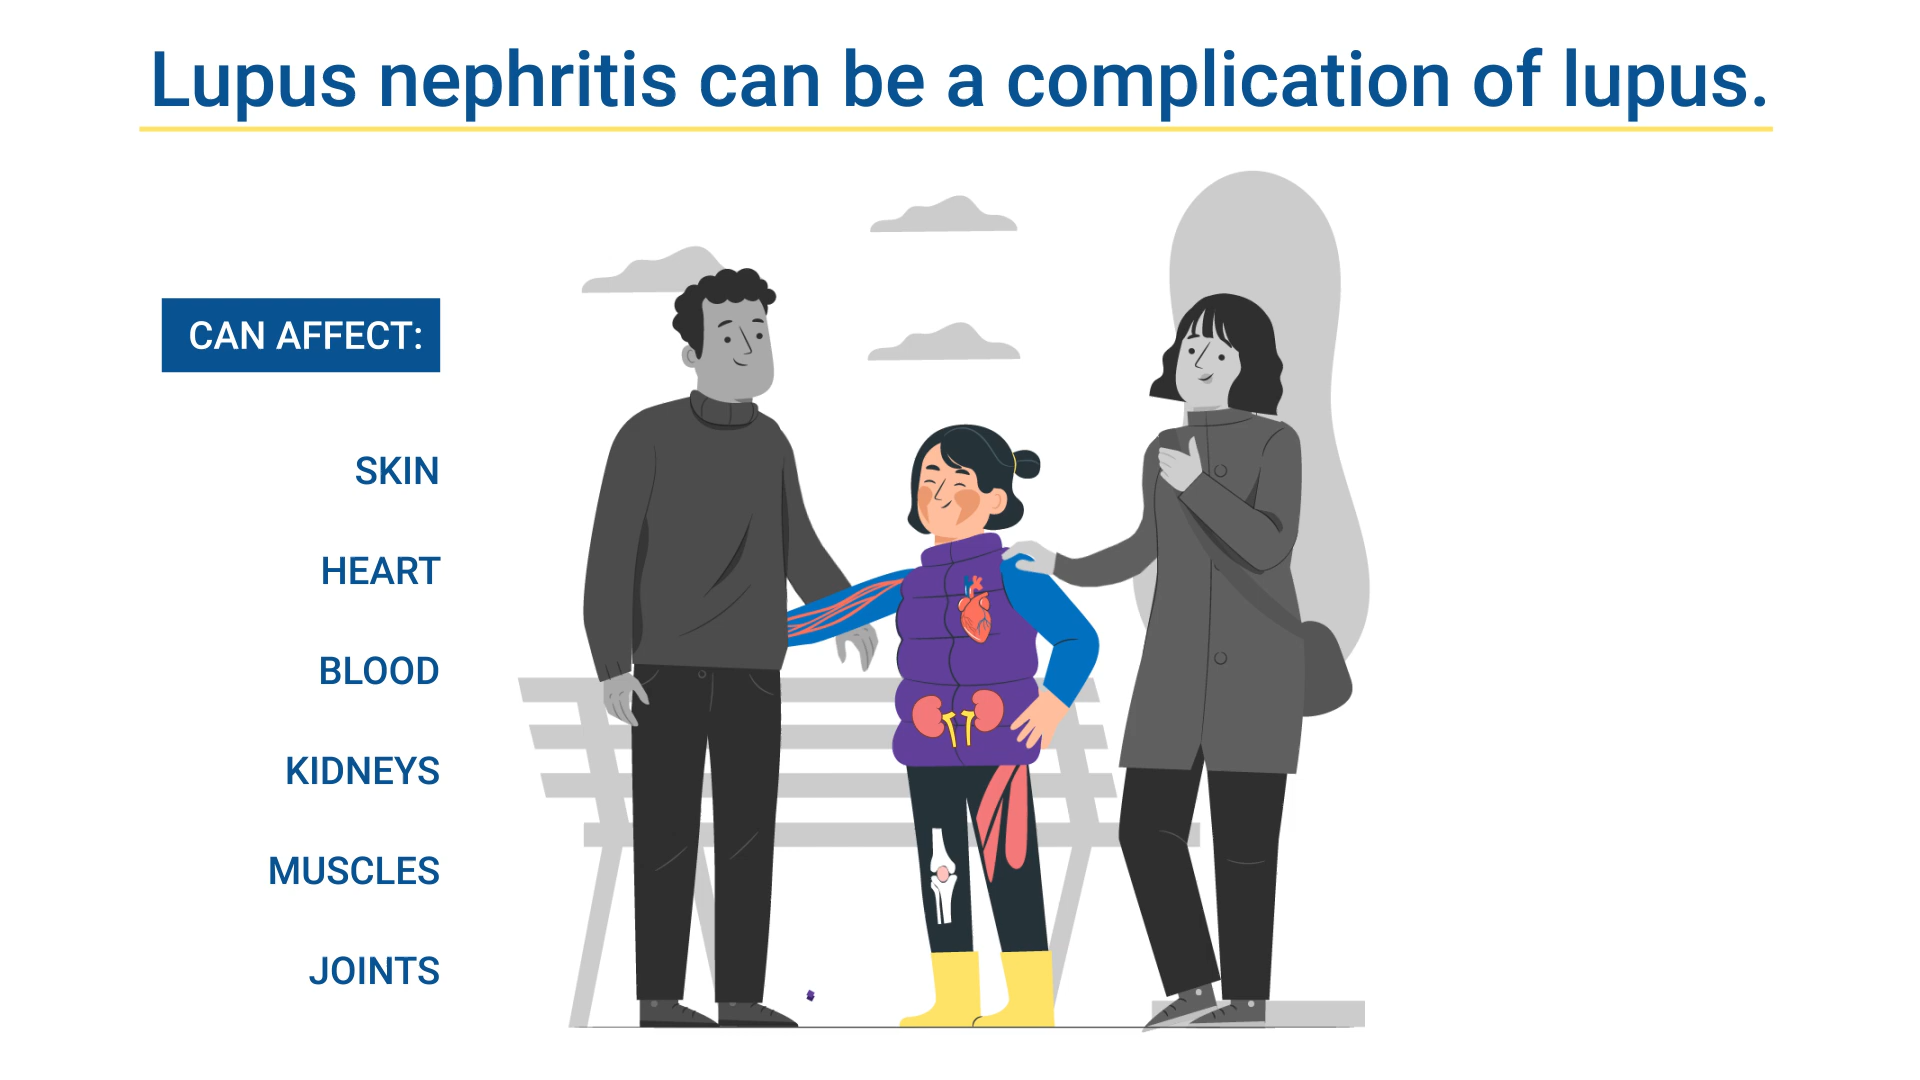 Lupus nephritis can be a complication of lupus.
CAN AFFECT:
SKIN
HEART
BLOOD
KIDNEYS
MUSCLES
JOINTS